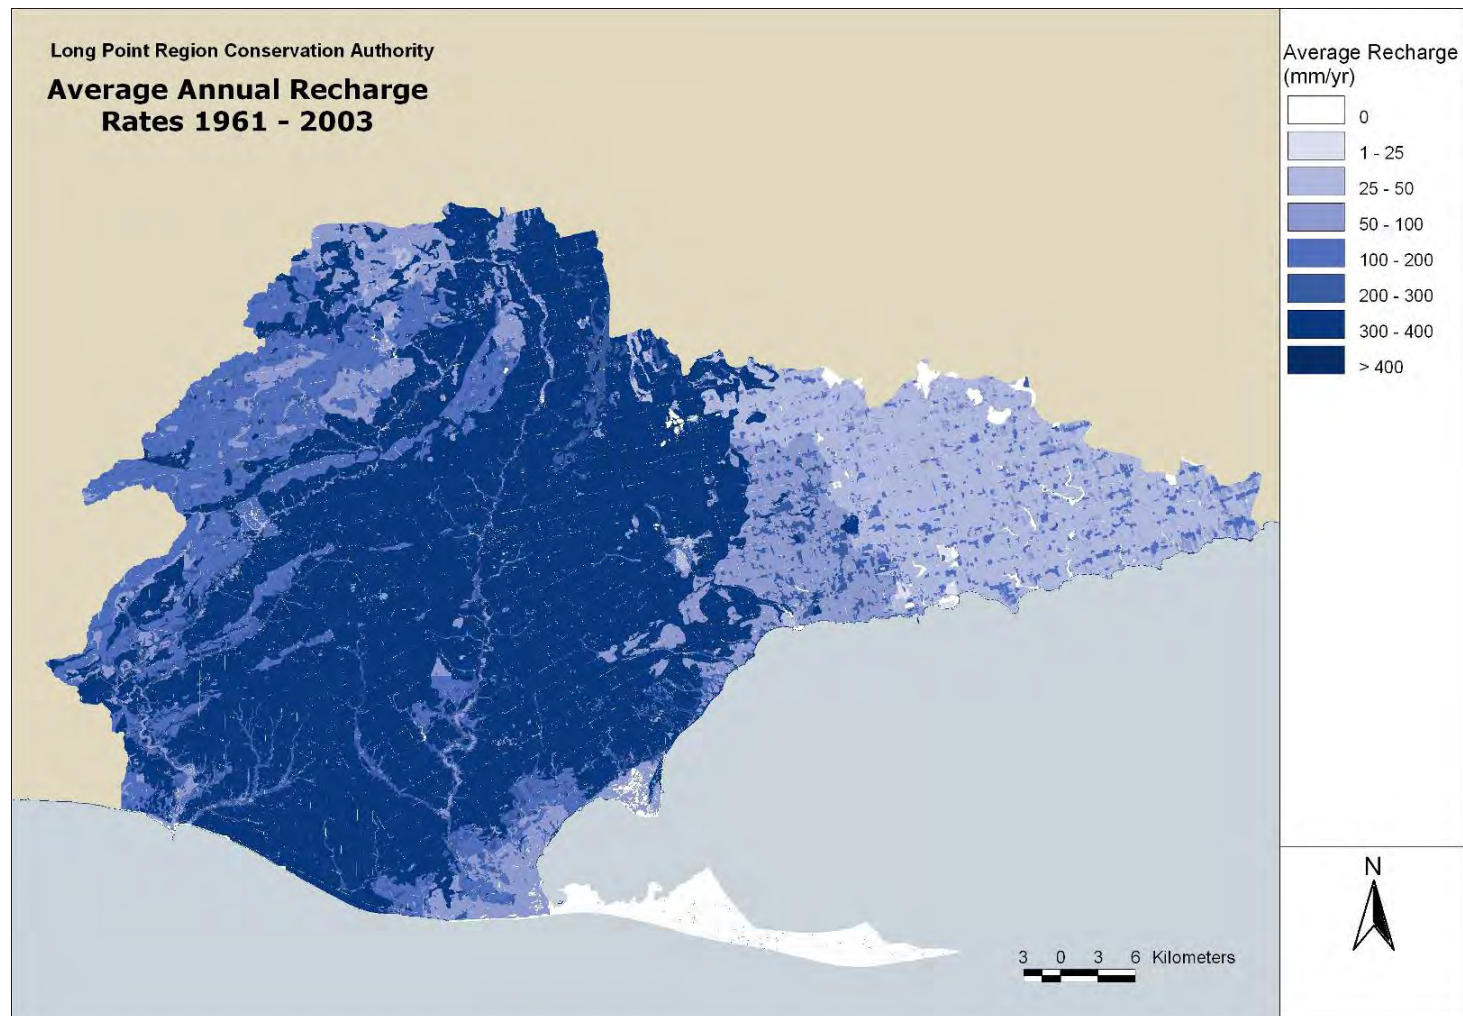 Long Point Region Conservation Authority
Average Annual Recharge
Rates 1961 - 2003
Average Recharge
(mm/yr)
0
1 - 25
25 - 50
50 - 100
100 - 200
200 - 300
300 - 400
> 400
N
3 0 3 6 Kilometers